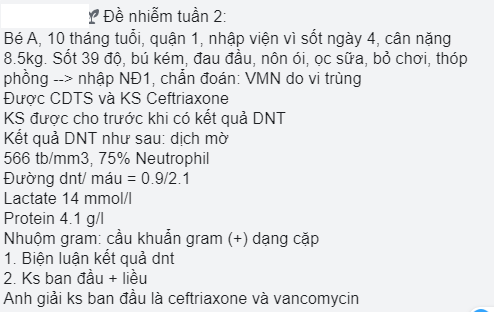 Đề nhiễm tuần 2:
Bé A, 10 tháng tuổi, quận 1, nhập viện vì sốt ngày 4, cân nặng
8.5kg. Sốt 39 độ, bú kém, đau đầu, nôn ói, ọc sữa, bỏ chơi, thóp
phồng --> nhập NĐ1, chẩn đoán: VMN do vi trùng
Được CDTS và KS Ceftriaxone
KS được cho trước khi có kết quả DNT
Kết quả DNT như sau: dịch mờ
566 tb/mm3, 75% Neutrophil
Đường dnt/ máu = 0.9/2.1
Lactate 14 mmol/l
Protein 4.1 g/l
Nhuộm gram: cầu khuẩn gram (+) dạng cặp
1. Biện luận kết quả dnt
2. Ks ban đầu + liều
Anh giải ks ban đầu là ceftriaxone và vancomycin